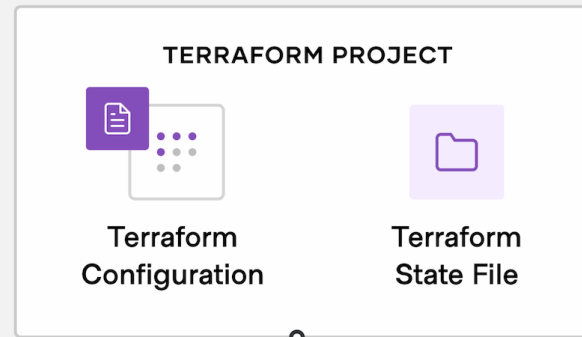 TERRAFORM PROJECT
Terraform
Configuration
Terraform
State File